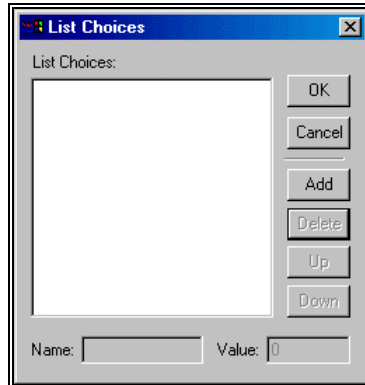 List Choices
List Choices:
OK
Cancel
Add
Delete
Up
Down
Name: Value: 0